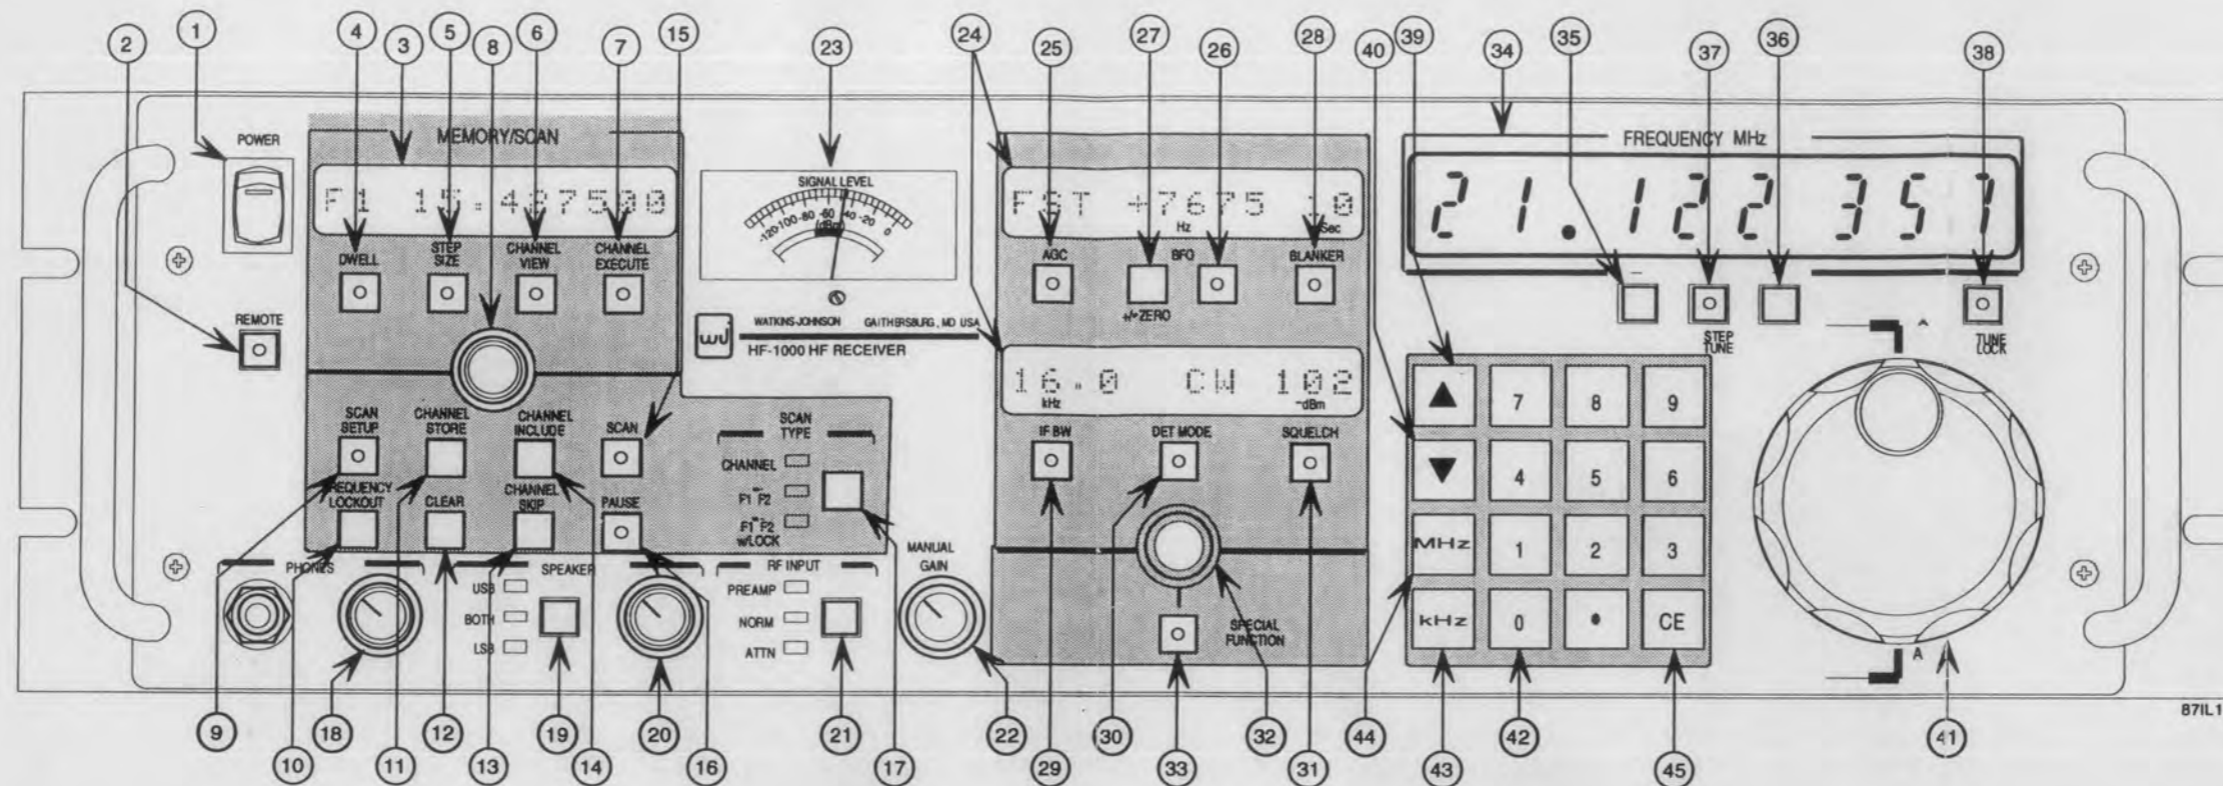 1 2 4 3 5 8 6 7 15 23 24 25 27 26 28 40 39 34 35 37 36 38
POWER
MEMORY/SCAN
F1 15.437500
DWELL
STEP SIZE
CHANNEL VIEW
CHANNEL EXECUTE
REMOTE
SCAN SETUP
CHANNEL STORE
CHANNEL INCLUDE
SCAN
FREQUENCY LOCKOUT
CLEAR
CHANNEL SKIP
PAUSE
SCAN TYPE
CHANNEL
F1 F2
F1 F2
w/LOCK
SIGNAL LEVEL
-120 -100 -80 -60 -40 -20 0
(dBm)
WJ
WATKINS-JOHNSON GAITHERSBURG, MD USA
HF-1000 HF RECEIVER
PHONES
SPEAKER
USB
BOTH
LSB
RF INPUT
PREAMP
NORM
ATTN
MANUAL GAIN
FST +7675 10
Hz Sec
AGC
BFO
+/- ZERO
BLANKER
16.0 CW 102
kHz -dBm
IF BW
DET MODE
SQUELCH
SPECIAL FUNCTION
FREQUENCY MHz
21.122 357
–
STEP TUNE
TUNE LOCK
A
▲ 7 8 9
▼ 4 5 6
MHz 1 2 3
kHz 0 • CE
A
871L1
9 18 12 19 20 21 22 30 32 44 42 41
10 11 13 14 16 17 29 33 31 43 45